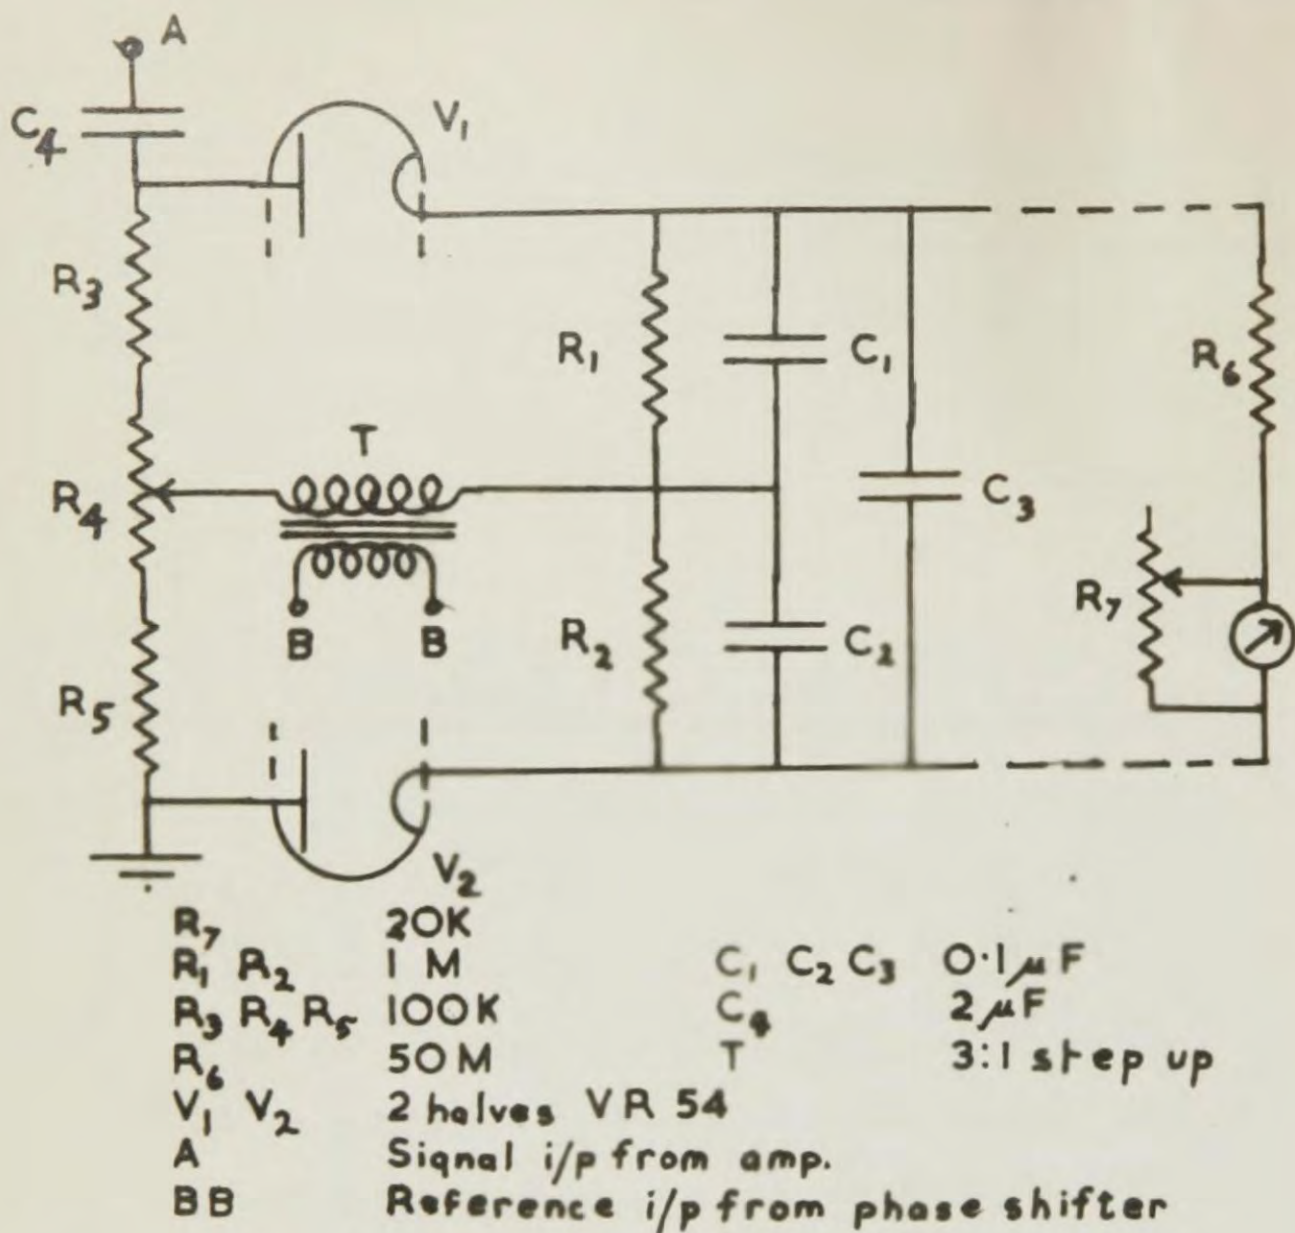 A
C4
V1
R3
R1
C1
R6
T
R4
C3
R7
B B
R2
C2
R5
V2
R7 20K
R1 R2 1 M C1 C2 C3 0·1μF
R3 R4 R5 100K C4 2μF
R6 50M T 3:1 step up
V1 V2 2 halves VR 54
A Signal i/p from amp.
BB Reference i/p from phase shifter